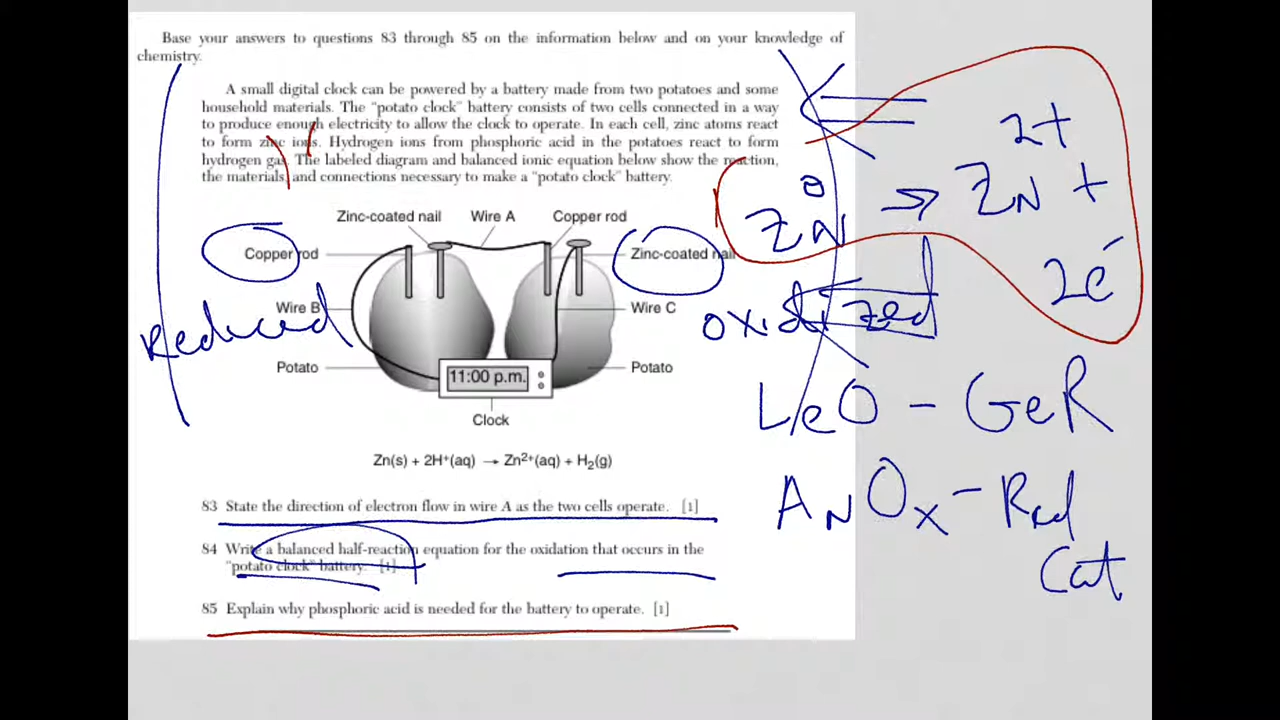 Base your answers to questions 83 through 85 on the information below and on your knowledge of
chemistry.
A small digital clock can be powered by a battery made from two potatoes and some
household materials. The "potato clock" battery consists of two cells connected in a way
to produce enough electricity to allow the clock to operate. In each cell, zinc atoms react
to form zinc ions. Hydrogen ions from phosphoric acid in the potatoes react to form
hydrogen gas. The labeled diagram and balanced ionic equation below show the reaction,
the materials, and connections necessary to make a "potato clock" battery.
Zinc-coated nail Wire A Copper rod
Copper rod Zinc-coated nail
Wire B Wire C
Potato Potato
11:00 p.m.
Clock
Zn(s) + 2H⁺(aq) → Zn²⁺(aq) + H₂(g)
83 State the direction of electron flow in wire A as the two cells operate. [1]
84 Write a balanced half-reaction equation for the oxidation that occurs in the
"potato clock" battery. [1]
85 Explain why phosphoric acid is needed for the battery to operate. [1]
Reduced
2+
0
ZN → ZN +
2e⁻
oxidized
LeO - GeR
AN Ox - Red
Cat